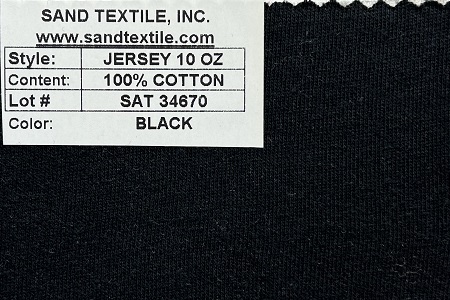 SAND TEXTILE, INC.
www.sandtextile.com
Style: JERSEY 10 OZ
Content: 100% COTTON
Lot # SAT 34670
Color: BLACK